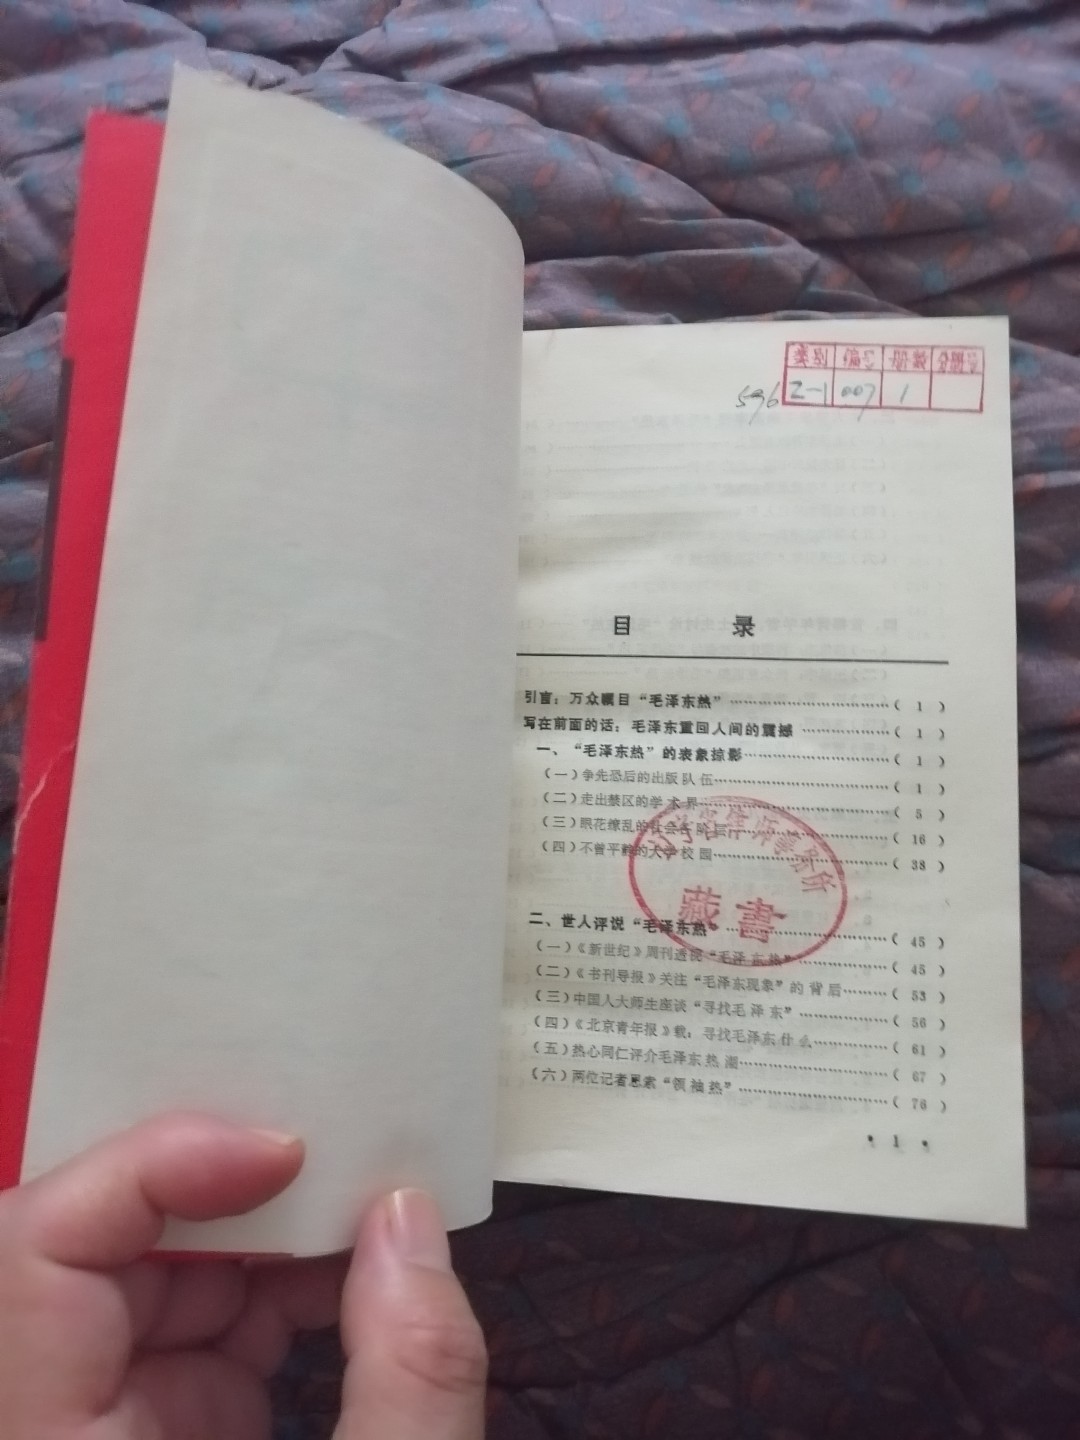 类别 编号
596 Z-1 007 1
目 录
引言：万众瞩目“毛泽东热”………………………………（ 1 ）
写在前面的话：毛泽东重回人间的震撼 ………………（ 1 ）
一、“毛泽东热”的表象掠影…………………………（ 1 ）
（一）争先恐后的出版队伍………………………………（ 1 ）
（二）走出禁区的学术界…………………………………（ 5 ）
（三）眼花缭乱的社会各阶层……………………………（ 16 ）
（四）不曾平静的大学校园………………………………（ 38 ）
律师事务所
藏書
二、世人评说“毛泽东热”………………………………（ 45 ）
（一）《新世纪》周刊透视“毛泽东热”………………（ 45 ）
（二）《书刊导报》关注“毛泽东现象”的背后………（ 53 ）
（三）中国人大师生座谈“寻找毛泽东”………………（ 56 ）
（四）《北京青年报》载：寻找毛泽东什么……………（ 61 ）
（五）热心同仁评介毛泽东热潮…………………………（ 67 ）
（六）两位记者思索“领袖热”…………………………（ 76 ）
• 1 •